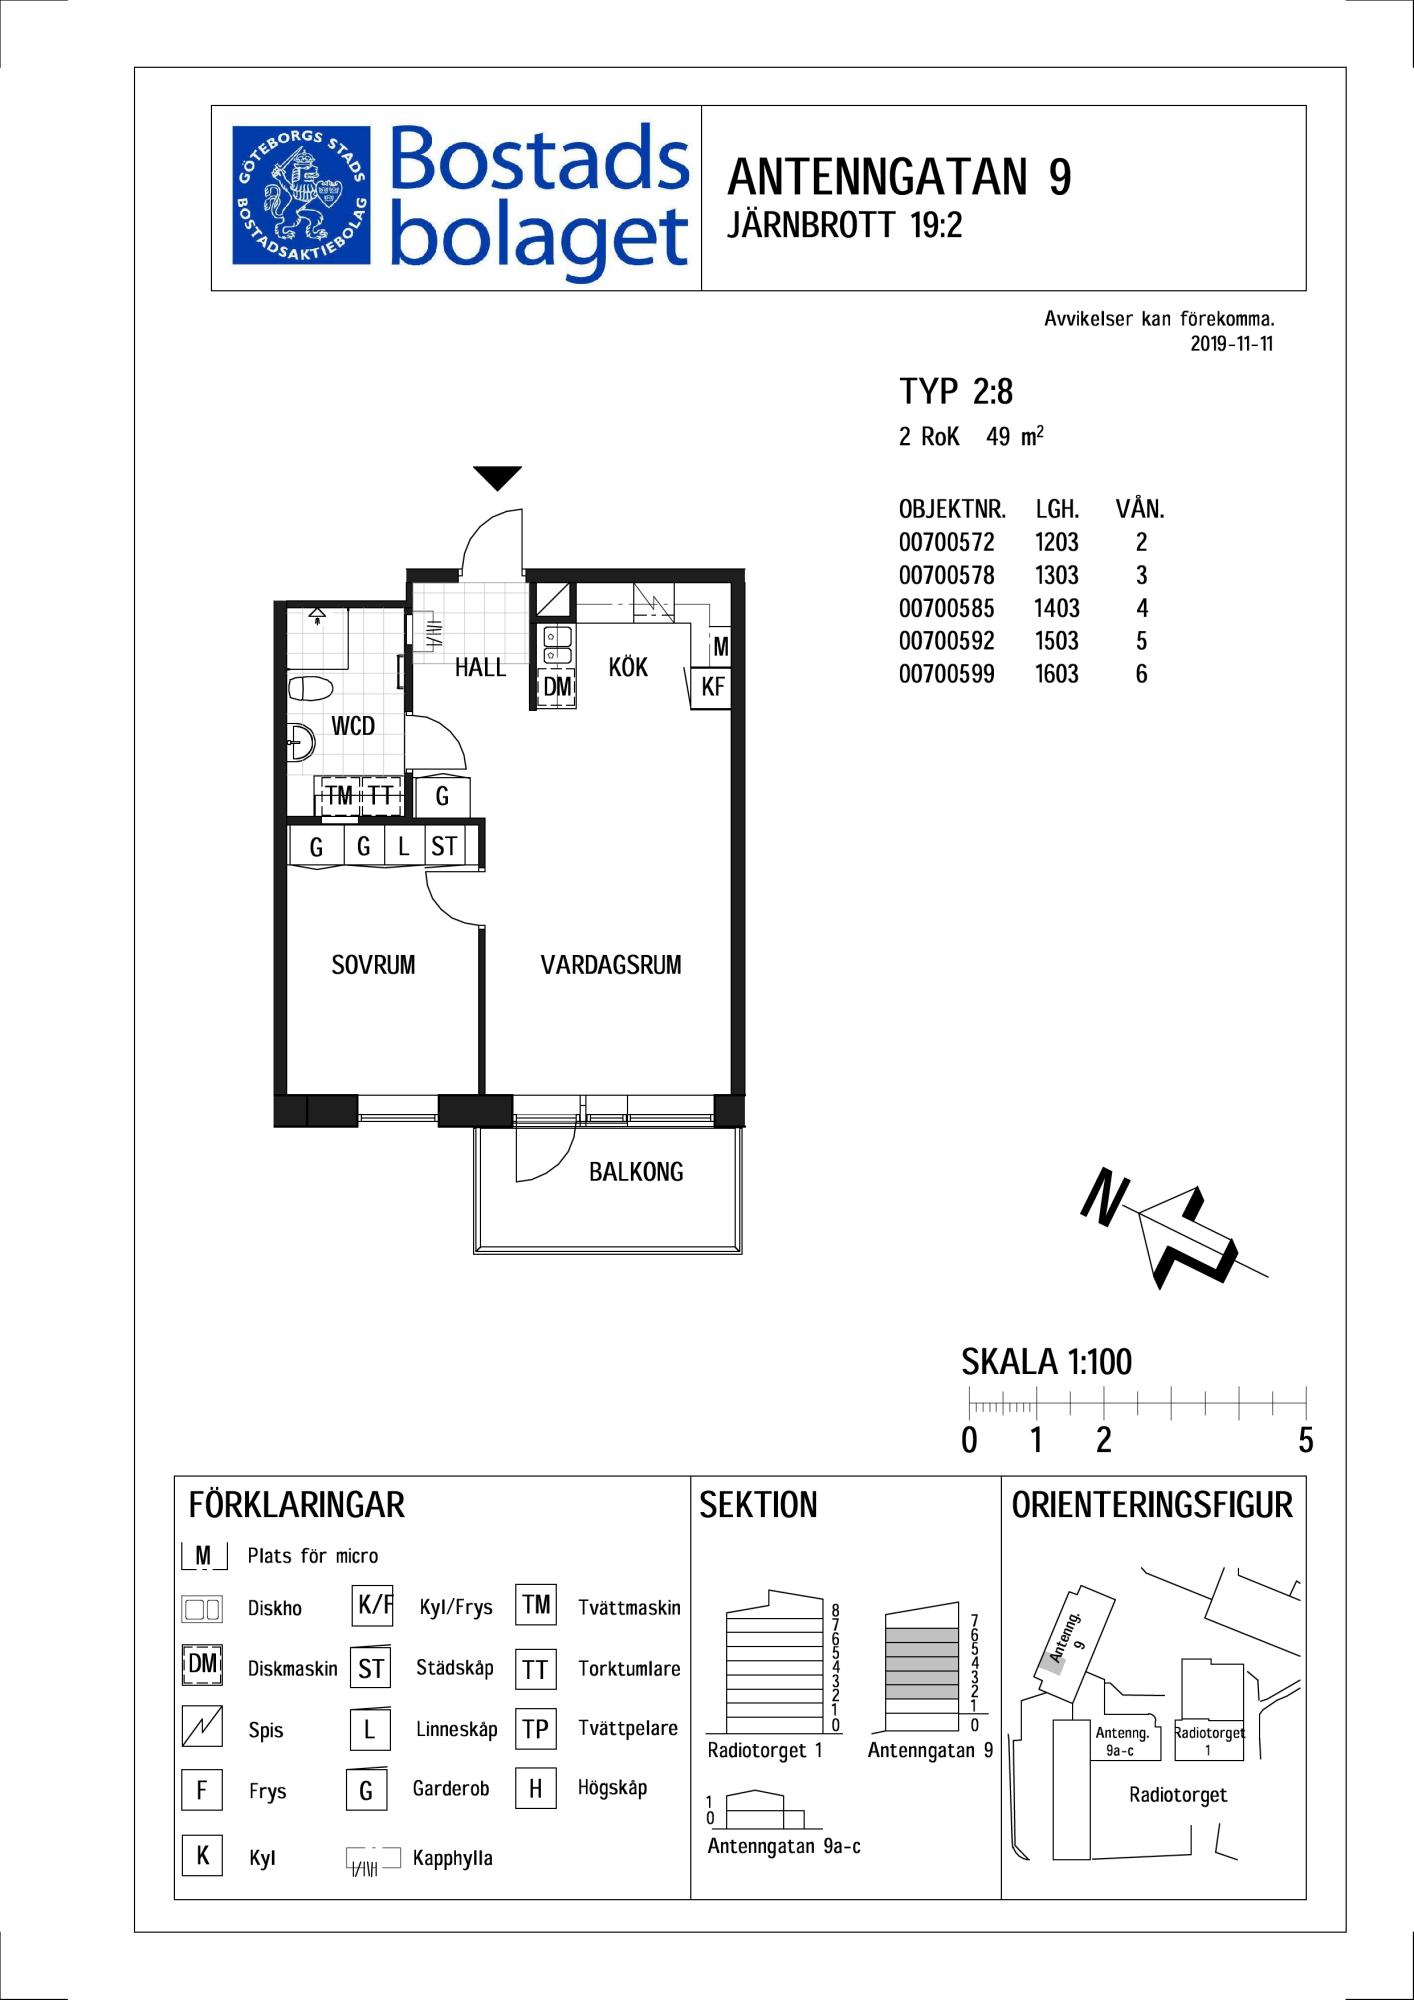 GÖTEBORGS STADS
BOSTADSAKTIEBOLAG
Bostads
bolaget
ANTENNGATAN 9
JÄRNBROTT 19:2
Avvikelser kan förekomma.
2019-11-11
TYP 2:8
2 RoK 49 m²
OBJEKTNR. LGH. VÅN.
00700572 1203 2
00700578 1303 3
00700585 1403 4
00700592 1503 5
00700599 1603 6
M
HALL
KÖK
DM
KF
WCD
TM TT
G
G G L ST
SOVRUM
VARDAGSRUM
BALKONG
N
SKALA 1:100
0 1 2 5
FÖRKLARINGAR
M Plats för micro
Diskho
K/F Kyl/Frys
TM Tvättmaskin
DM Diskmaskin
ST Städskåp
TT Torktumlare
Spis
L Linneskåp
TP Tvättpelare
F Frys
G Garderob
H Högskåp
K Kyl
Kapphylla
SEKTION
8
7
6
5
4
3
2
1
0
Radiotorget 1
7
6
5
4
3
2
1
0
Antenngatan 9
1
0
Antenngatan 9a-c
ORIENTERINGSFIGUR
Antenng.
9
Antenng.
9a-c
Radiotorget
1
Radiotorget